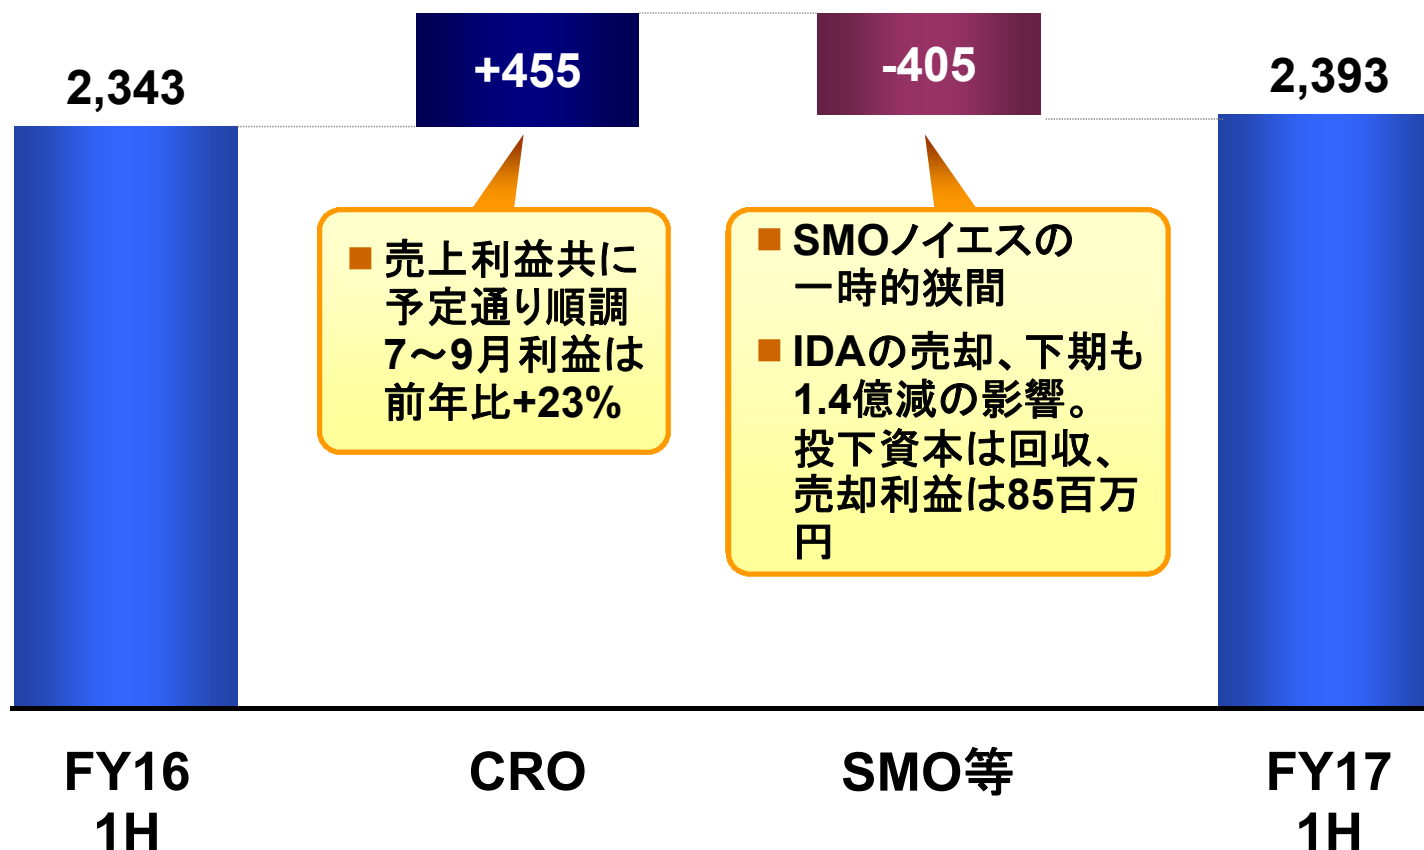 2,343
+455
-405
2,393
■ 売上利益共に
予定通り順調
7～9月利益は
前年比+23%
■ SMOノイエスの
一時的狭間
■ IDAの売却、下期も
1.4億減の影響。
投下資本は回収、
売却利益は85百万
円
FY16
1H
CRO
SMO等
FY17
1H